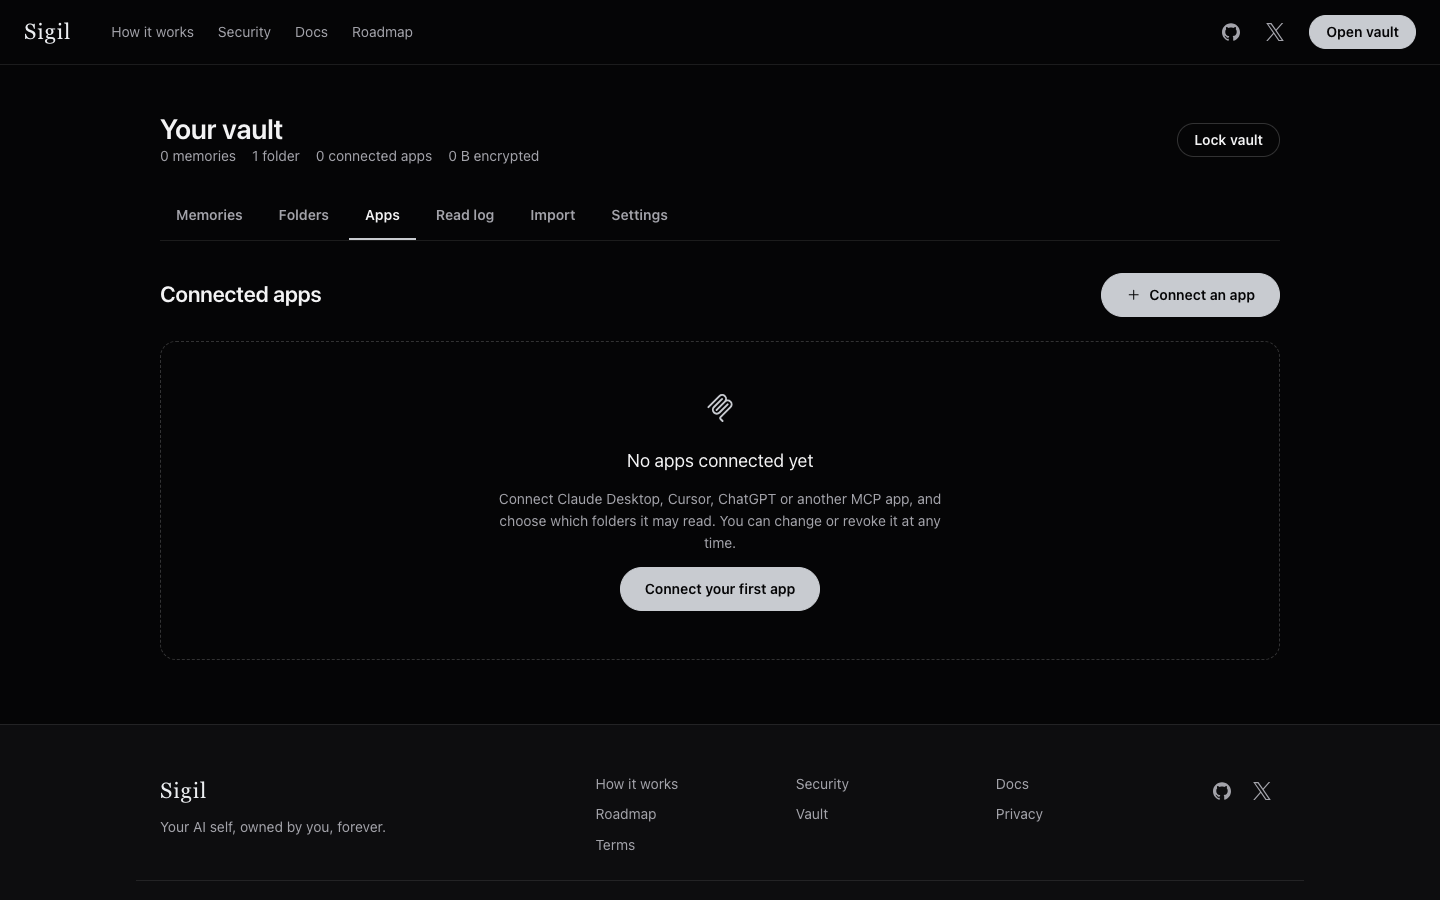 Sigil
How it works
Security
Docs
Roadmap
Open vault
Your vault
0 memories 1 folder 0 connected apps 0 B encrypted
Lock vault
Memories
Folders
Apps
Read log
Import
Settings
Connected apps
+ Connect an app
No apps connected yet
Connect Claude Desktop, Cursor, ChatGPT or another MCP app, and
choose which folders it may read. You can change or revoke it at any
time.
Connect your first app
Sigil
Your AI self, owned by you, forever.
How it works
Security
Docs
Roadmap
Vault
Privacy
Terms